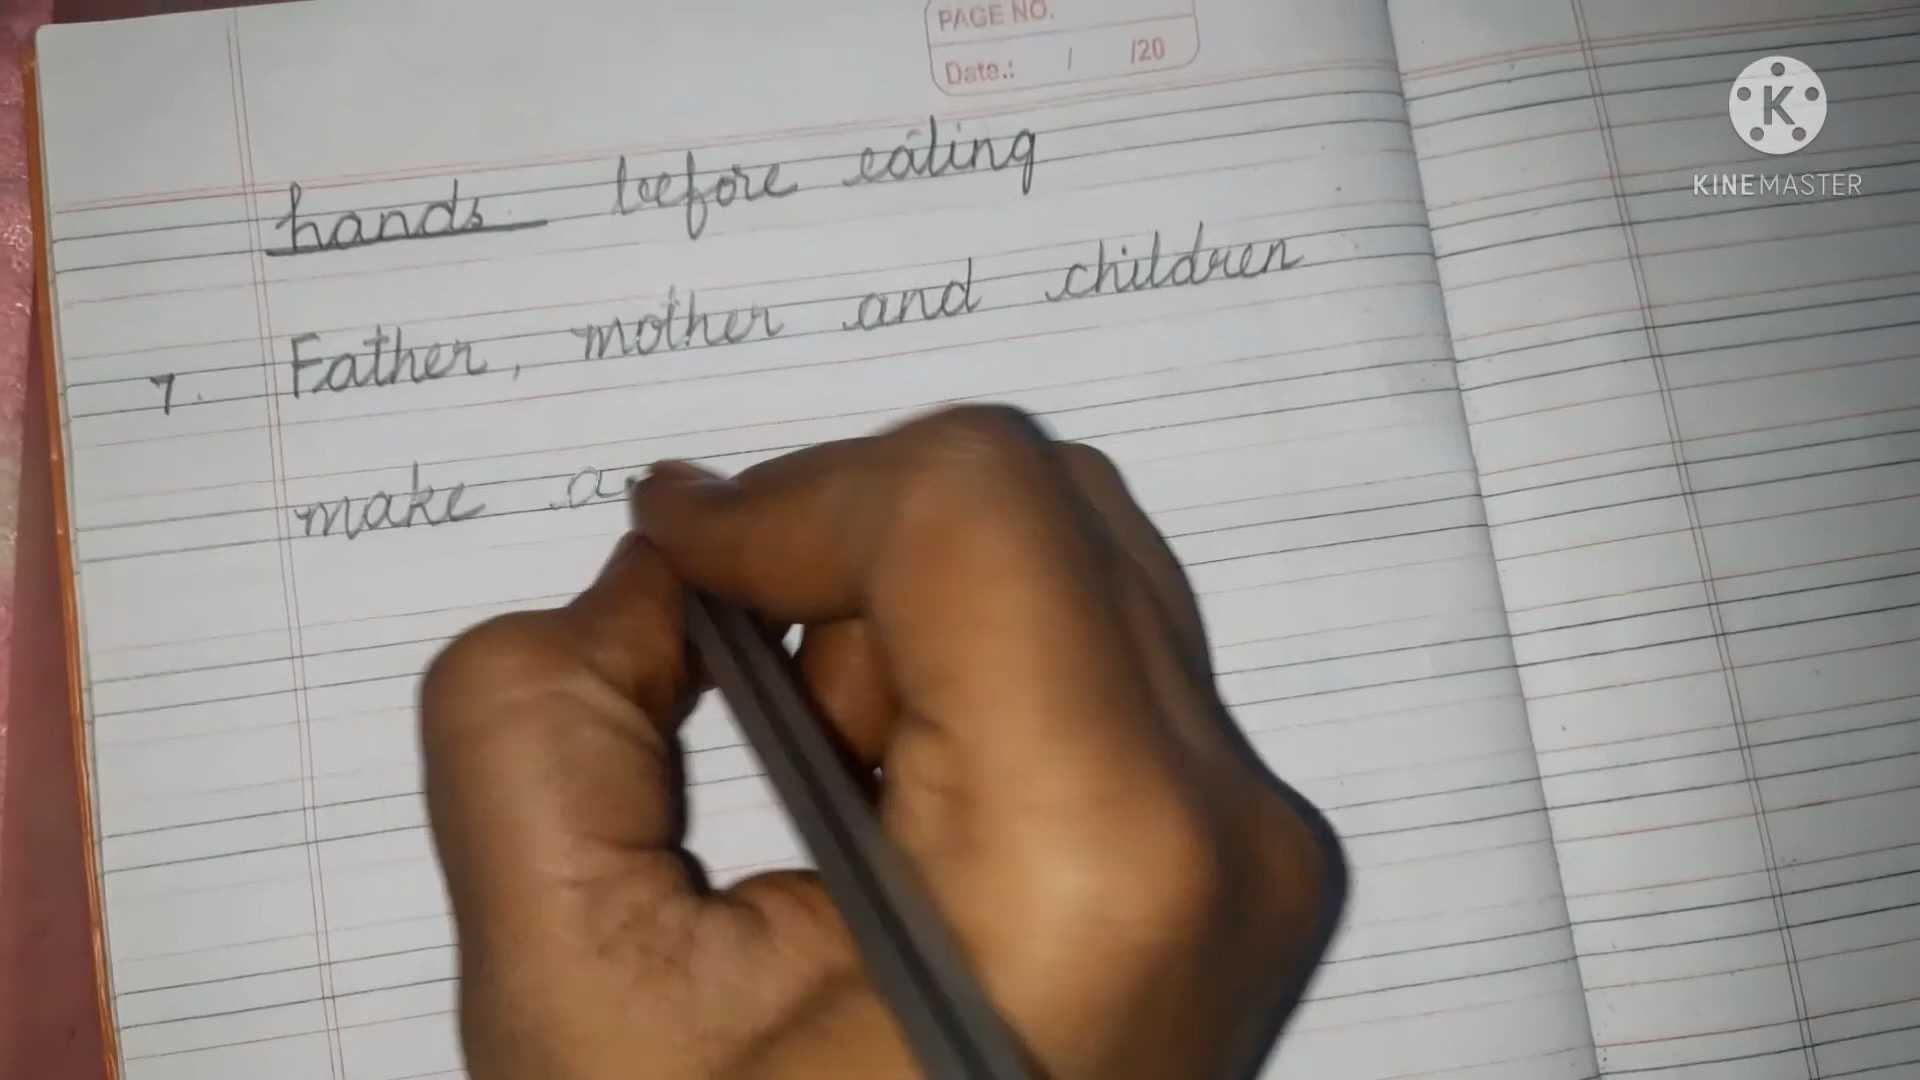 PAGE NO.
Date.: / /20
hands before eating
7. Father, mother and children
make a
KINEMASTER